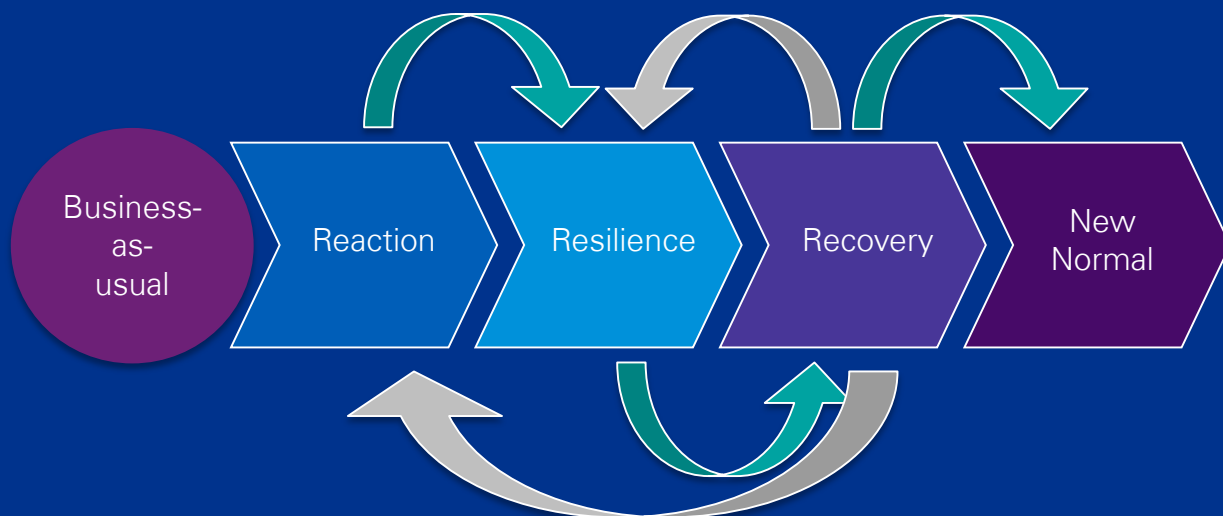 Business-
as-
usual
Reaction
Resilience
Recovery
New
Normal